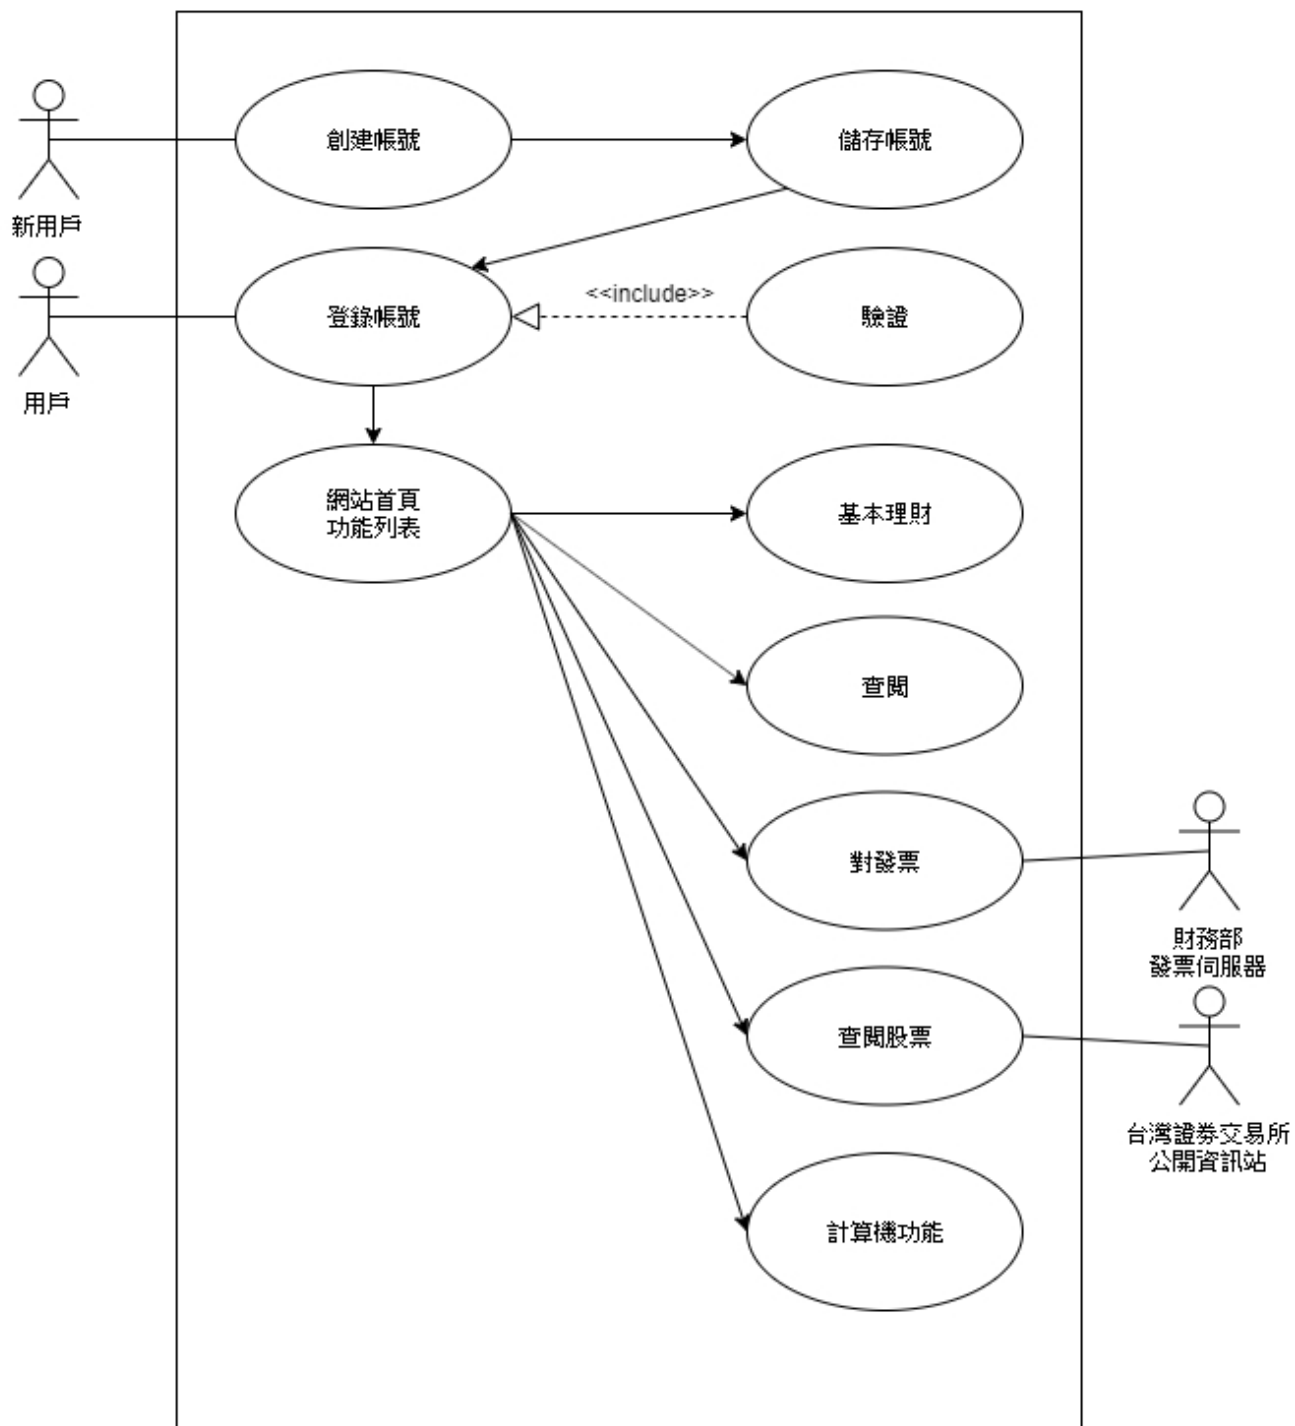 創建帳號
儲存帳號
新用戶
登錄帳號
<<include>>
驗證
用戶
網站首頁
功能列表
基本理財
查閱
對發票
財務部
發票伺服器
查閱股票
台灣證券交易所
公開資訊站
計算機功能